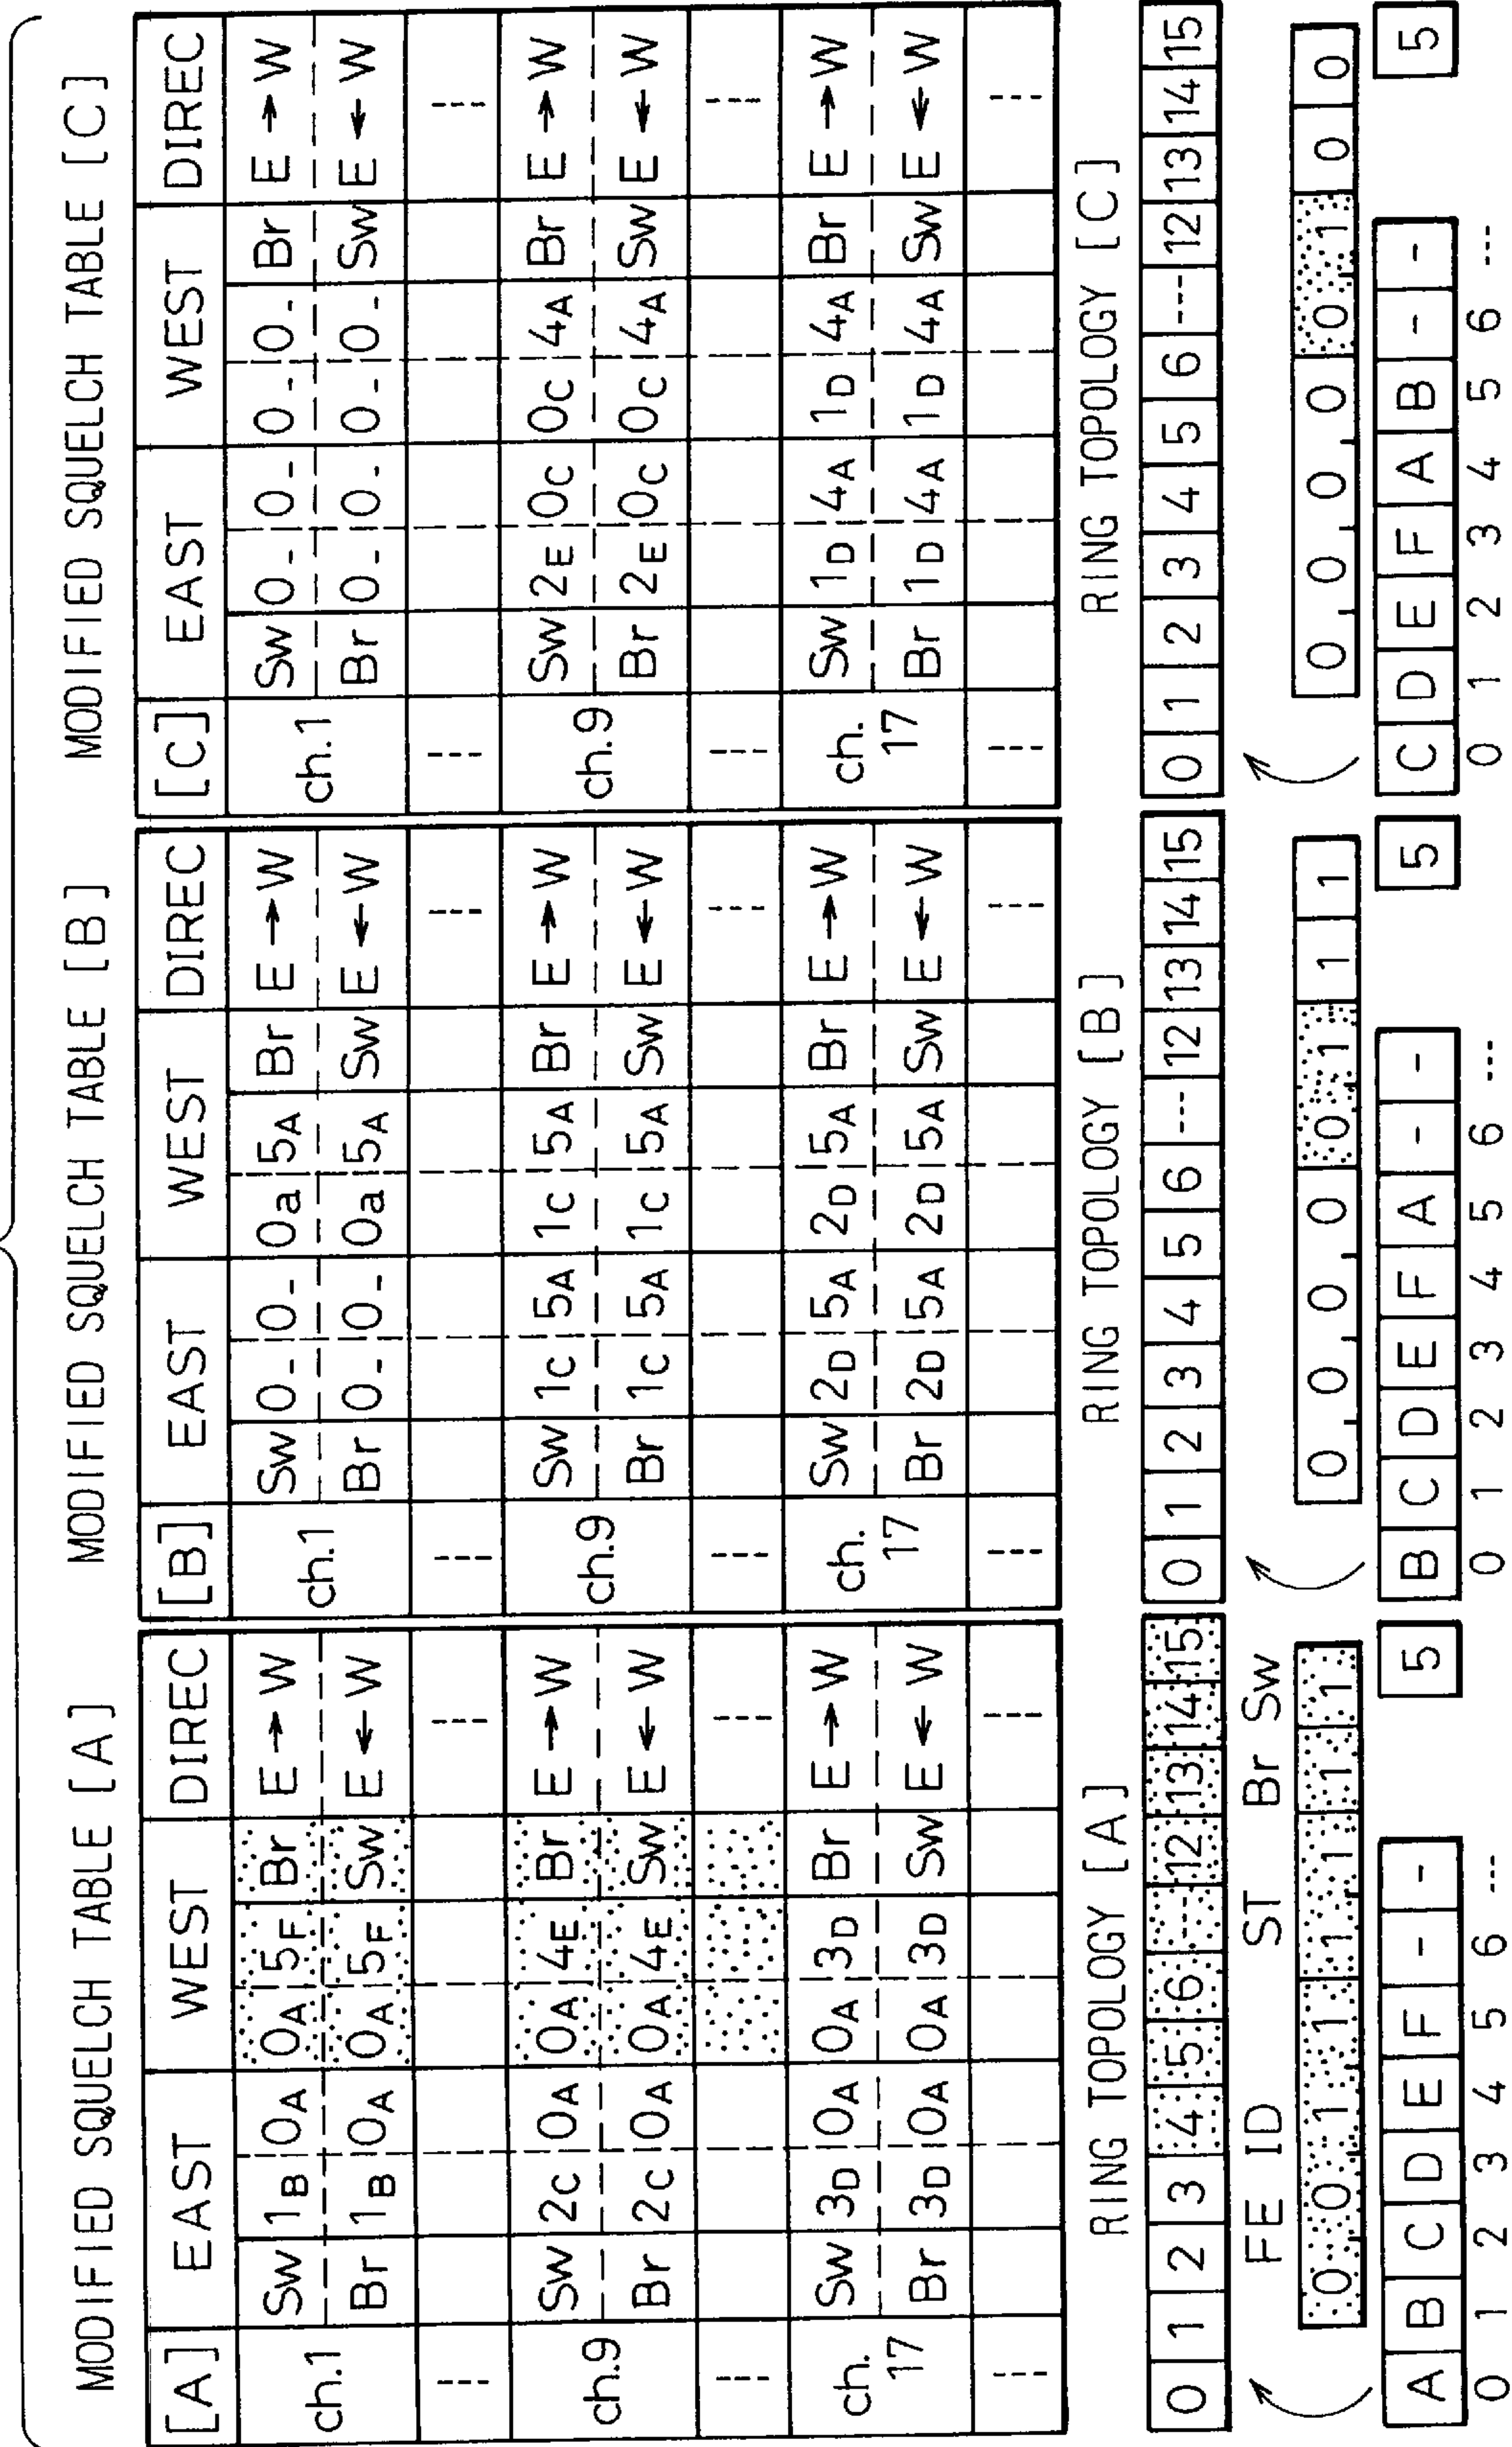 MODIFIED SQUELCH TABLE [A]
[A] EAST WEST DIREC
ch.1 Sw 1B 0A 0A 5F Br E→W
Br 1B 0A 0A 5F Sw E←W
--- ---
ch.9 Sw 2C 0A 0A 4E Br E→W
Br 2C 0A 0A 4E Sw E←W
--- ---
ch. 17 Sw 3D 0A 0A 3D Br E→W
Br 3D 0A 0A 3D Sw E←W
--- ---
RING TOPOLOGY [A]
0 1 2 3 4 5 6 --- 12 13 14 15
FE ID ST Br Sw
0 0 1 1 1 1 1 1
A B C D E F - - 5
0 1 2 3 4 5 6 ---
MODIFIED SQUELCH TABLE [B]
[B] EAST WEST DIREC
ch.1 Sw 0- 0- 0a 5A Br E→W
Br 0- 0- 0a 5A Sw E←W
--- ---
ch.9 Sw 1C 5A 1C 5A Br E→W
Br 1C 5A 1C 5A Sw E←W
--- ---
ch. 17 Sw 2D 5A 2D 5A Br E→W
Br 2D 5A 2D 5A Sw E←W
--- ---
RING TOPOLOGY [B]
0 1 2 3 4 5 6 --- 12 13 14 15
0 0 0 0 0 1 1 1
B C D E F A - - 5
0 1 2 3 4 5 6 ---
MODIFIED SQUELCH TABLE [C]
[C] EAST WEST DIREC
ch.1 Sw 0- 0- 0- 0- Br E→W
Br 0- 0- 0- 0- Sw E←W
--- ---
ch.9 Sw 2E 0C 0C 4A Br E→W
Br 2E 0C 0C 4A Sw E←W
--- ---
ch. 17 Sw 1D 4A 1D 4A Br E→W
Br 1D 4A 1D 4A Sw E←W
--- ---
RING TOPOLOGY [C]
0 1 2 3 4 5 6 --- 12 13 14 15
0 0 0 0 0 1 0 0
C D E F A B - - 5
0 1 2 3 4 5 6 ---